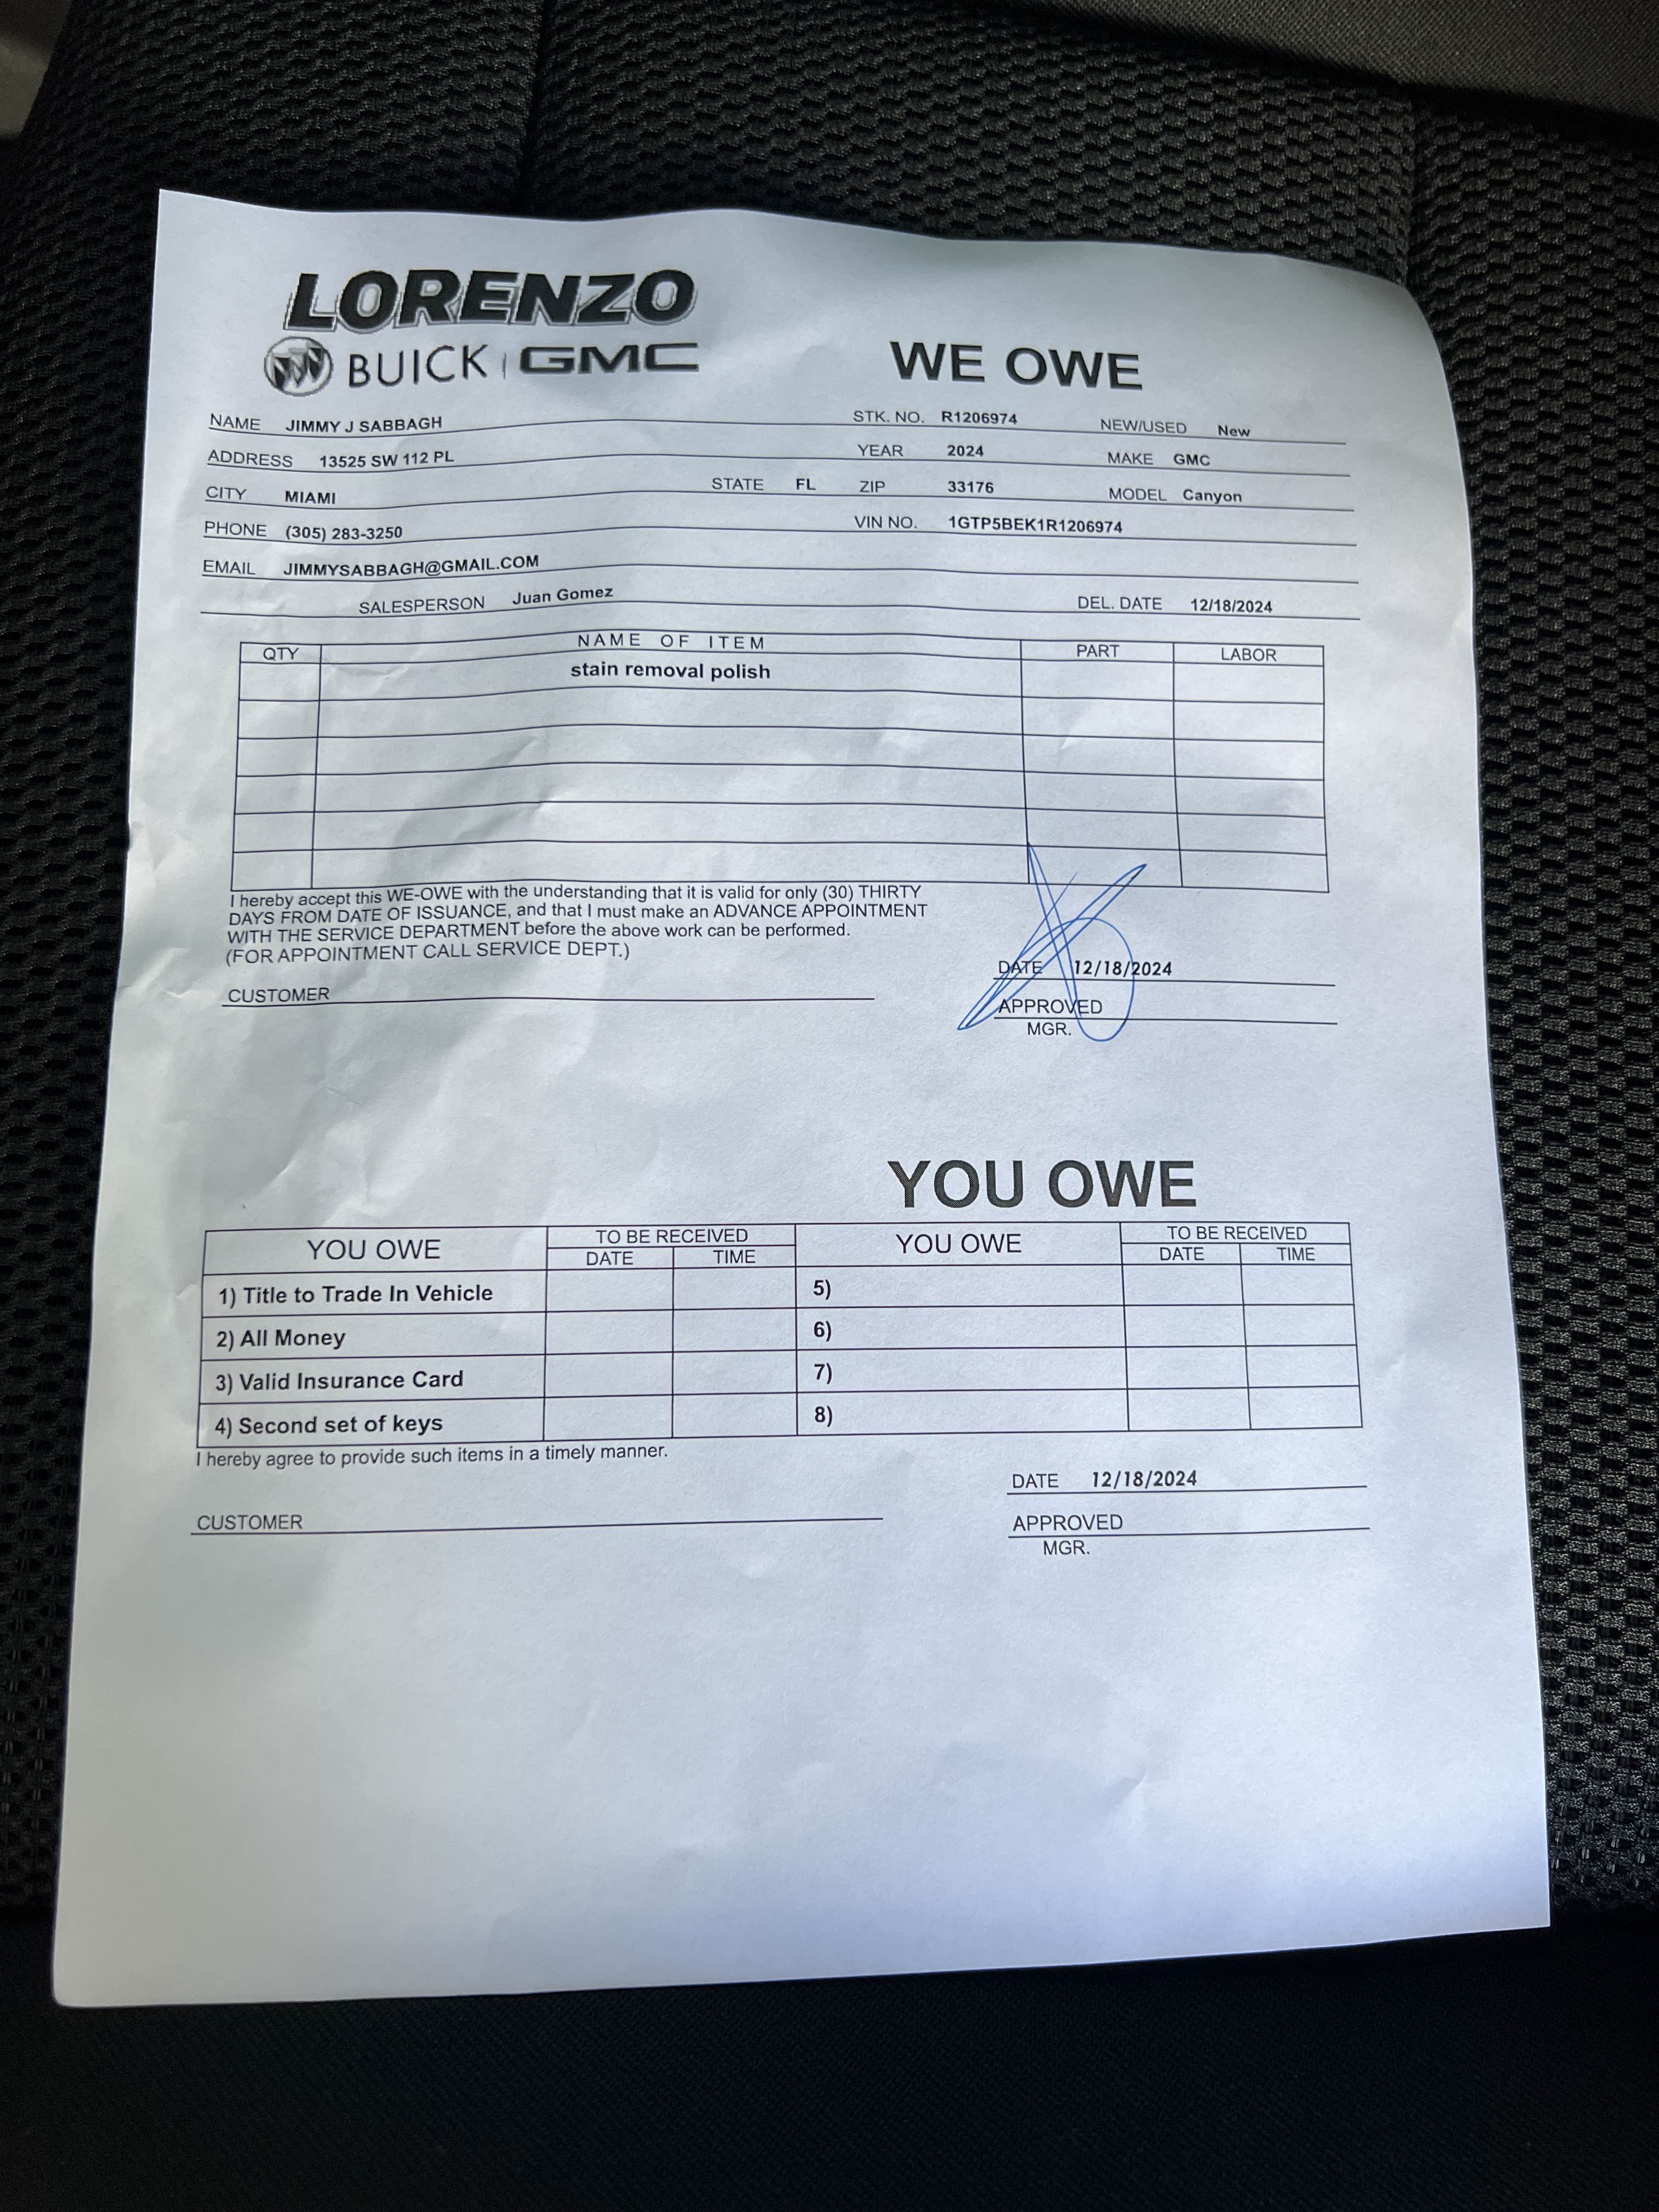 LORENZO
BUICK | GMC
WE OWE
NAME JIMMY J SABBAGH STK. NO. R1206974 NEW/USED New
ADDRESS 13525 SW 112 PL YEAR 2024 MAKE GMC
CITY MIAMI STATE FL ZIP 33176 MODEL Canyon
PHONE (305) 283-3250 VIN NO. 1GTP5BEK1R1206974
EMAIL JIMMYSABBAGH@GMAIL.COM
SALESPERSON Juan Gomez DEL. DATE 12/18/2024
QTY NAME OF ITEM PART LABOR
stain removal polish
I hereby accept this WE-OWE with the understanding that it is valid for only (30) THIRTY
DAYS FROM DATE OF ISSUANCE, and that I must make an ADVANCE APPOINTMENT
WITH THE SERVICE DEPARTMENT before the above work can be performed.
(FOR APPOINTMENT CALL SERVICE DEPT.)
DATE 12/18/2024
CUSTOMER APPROVED
MGR.
YOU OWE
YOU OWE TO BE RECEIVED YOU OWE TO BE RECEIVED
DATE TIME DATE TIME
1) Title to Trade In Vehicle 5)
2) All Money 6)
3) Valid Insurance Card 7)
4) Second set of keys 8)
I hereby agree to provide such items in a timely manner.
DATE 12/18/2024
CUSTOMER APPROVED
MGR.